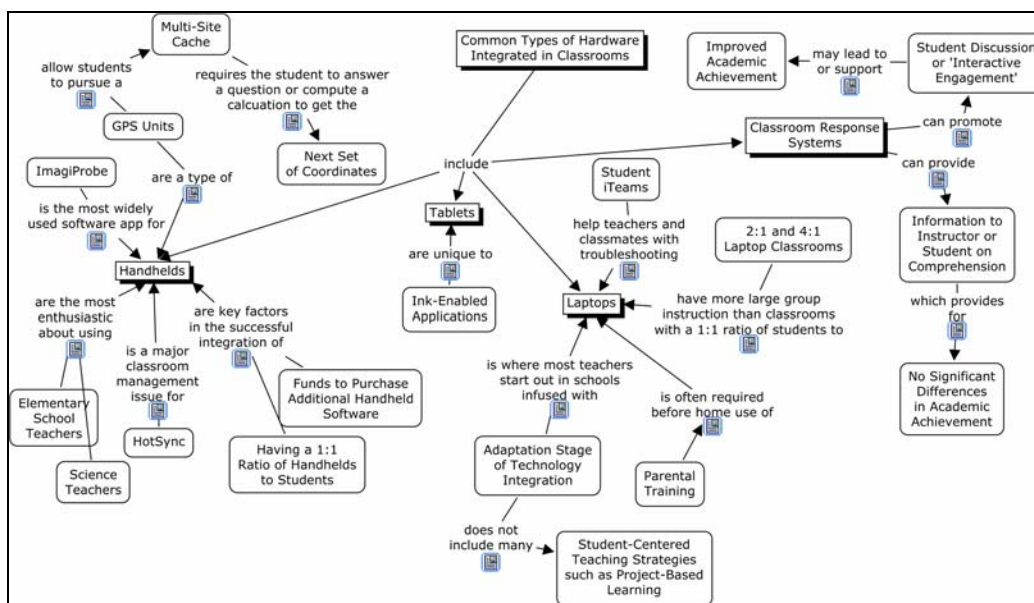 Multi-Site
Cache
Common Types of Hardware
Integrated in Classrooms
Improved
Academic
Achievement
may lead to
or support
Student Discussion
or 'Interactive
Engagement'
allow students
to pursue a
requires the student to answer
a question or compute a
calcuation to get the
GPS Units
Next Set
of Coordinates
can promote
Classroom Response
Systems
can provide
include
ImagiProbe
are a type of
is the most widely
used software app for
Student
iTeams
Tablets
help teachers and
classmates with
troubleshooting
2:1 and 4:1
Laptop Classrooms
Information to
Instructor or
Student on
Comprehension
are unique to
Handhelds
Ink-Enabled
Applications
Laptops
have more large group
instruction than classrooms
with a 1:1 ratio of students to
which provides
for
are the most
enthusiastic
about using
are key factors
in the successful
integration of
is a major
classroom
management
issue for
is where most teachers
start out in schools
infused with
is often required
before home use of
No Significant
Differences
in Academic
Achievement
Elementary
School
Teachers
HotSync
Funds to Purchase
Additional Handheld
Software
Having a 1:1
Ratio of Handhelds
to Students
Science
Teachers
Adaptation Stage
of Technology
Integration
Parental
Training
does not
include many
Student-Centered
Teaching Strategies
such as Project-Based
Learning